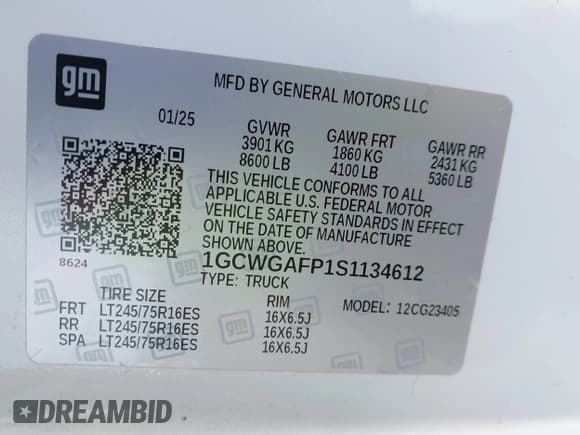 gm
MFD BY GENERAL MOTORS LLC
01/25 GVWR GAWR FRT GAWR RR
3901 KG 1860 KG 2431 KG
8600 LB 4100 LB 5360 LB
THIS VEHICLE CONFORMS TO ALL
APPLICABLE U.S. FEDERAL MOTOR
VEHICLE SAFETY STANDARDS IN EFFECT
ON THE DATE OF MANUFACTURE
SHOWN ABOVE.
8624
1GCWGAFP1S1134612
TYPE: TRUCK
TIRE SIZE RIM MODEL: 12CG23405
FRT LT245/75R16ES 16X6.5J
RR LT245/75R16ES 16X6.5J
SPA LT245/75R16ES 16X6.5J
DREAMBID